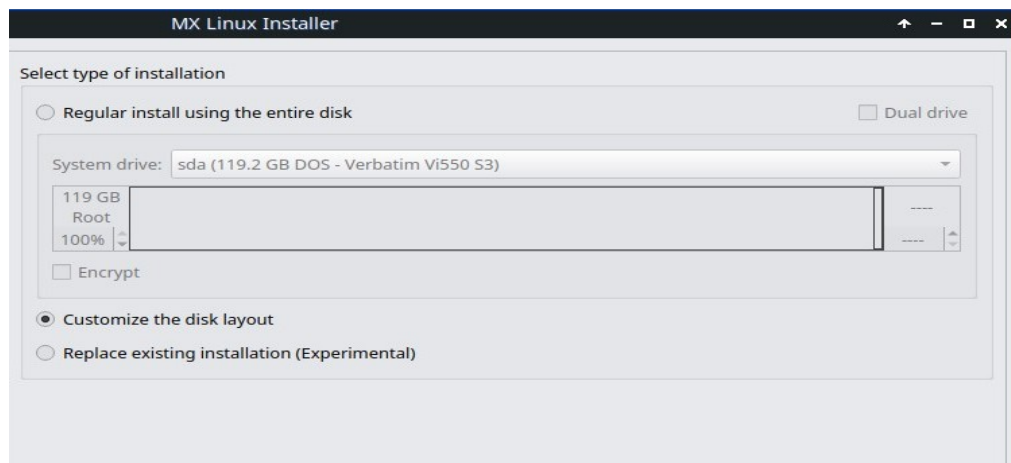 MX Linux Installer
Select type of installation
Regular install using the entire disk
Dual drive
System drive: sda (119.2 GB DOS - Verbatim Vi550 S3)
119 GB
Root
100%
----
----
Encrypt
Customize the disk layout
Replace existing installation (Experimental)